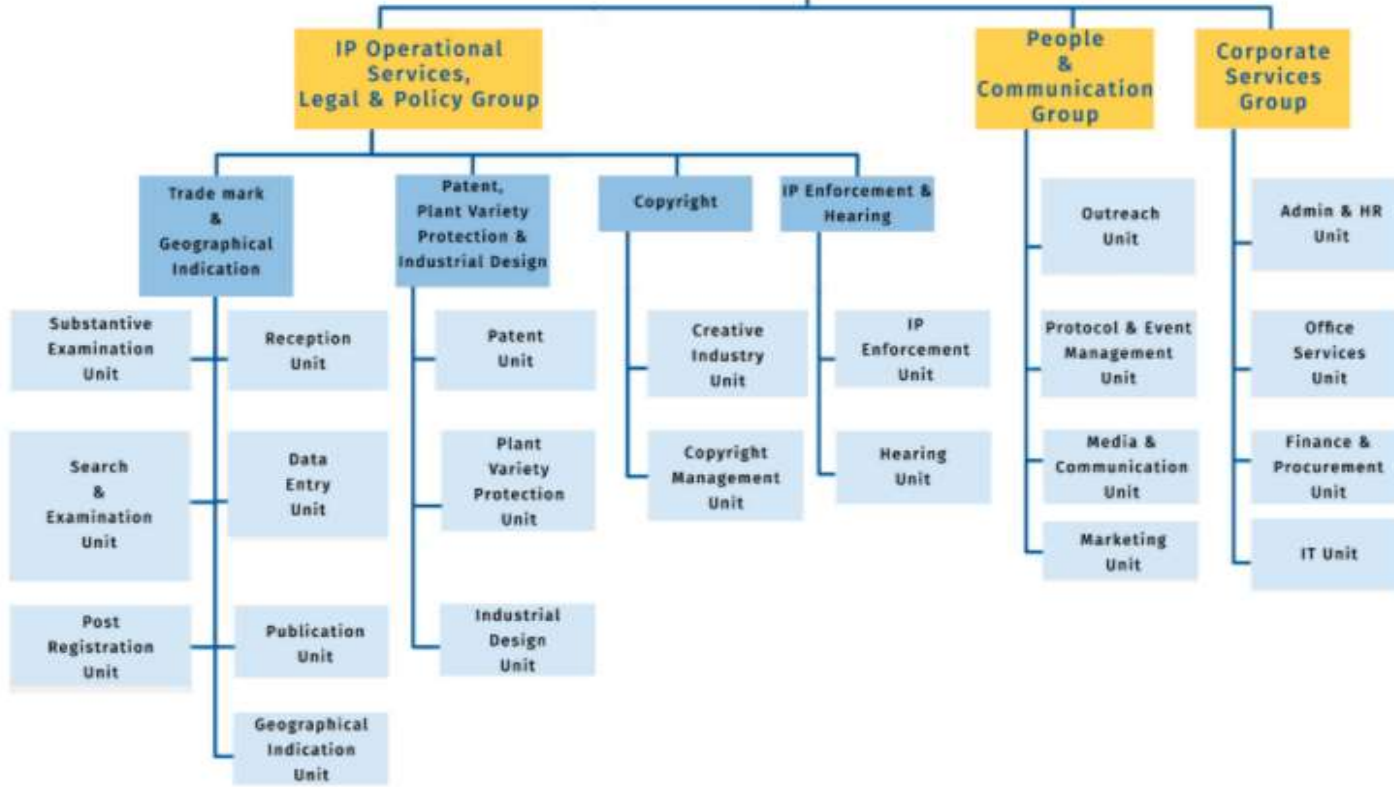 IP Operational
Services,
Legal & Policy Group
People
&
Communication
Group
Corporate
Services
Group
Trade mark
&
Geographical
Indication
Patent,
Plant Variety
Protection &
Industrial Design
Copyright
IP Enforcement &
Hearing
Substantive
Examination
Unit
Reception
Unit
Search
&
Examination
Unit
Data
Entry
Unit
Post
Registration
Unit
Publication
Unit
Geographical
Indication
Unit
Patent
Unit
Plant
Variety
Protection
Unit
Industrial
Design
Unit
Creative
Industry
Unit
Copyright
Management
Unit
IP
Enforcement
Unit
Hearing
Unit
Outreach
Unit
Protocol & Event
Management
Unit
Media &
Communication
Unit
Marketing
Unit
Admin & HR
Unit
Office
Services
Unit
Finance &
Procurement
Unit
IT Unit